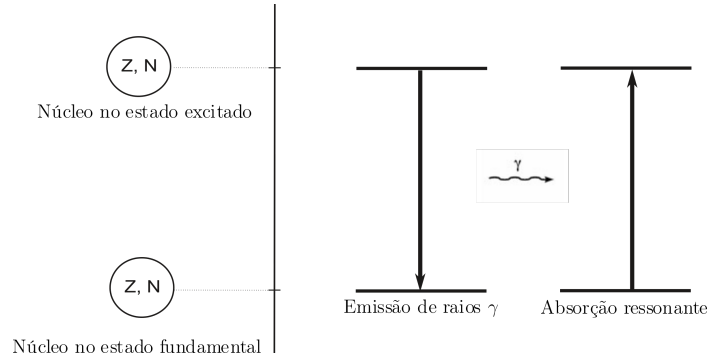 Z, N
Núcleo no estado excitado
γ
Z, N
Emissão de raios γ
Absorção ressonante
Núcleo no estado fundamental